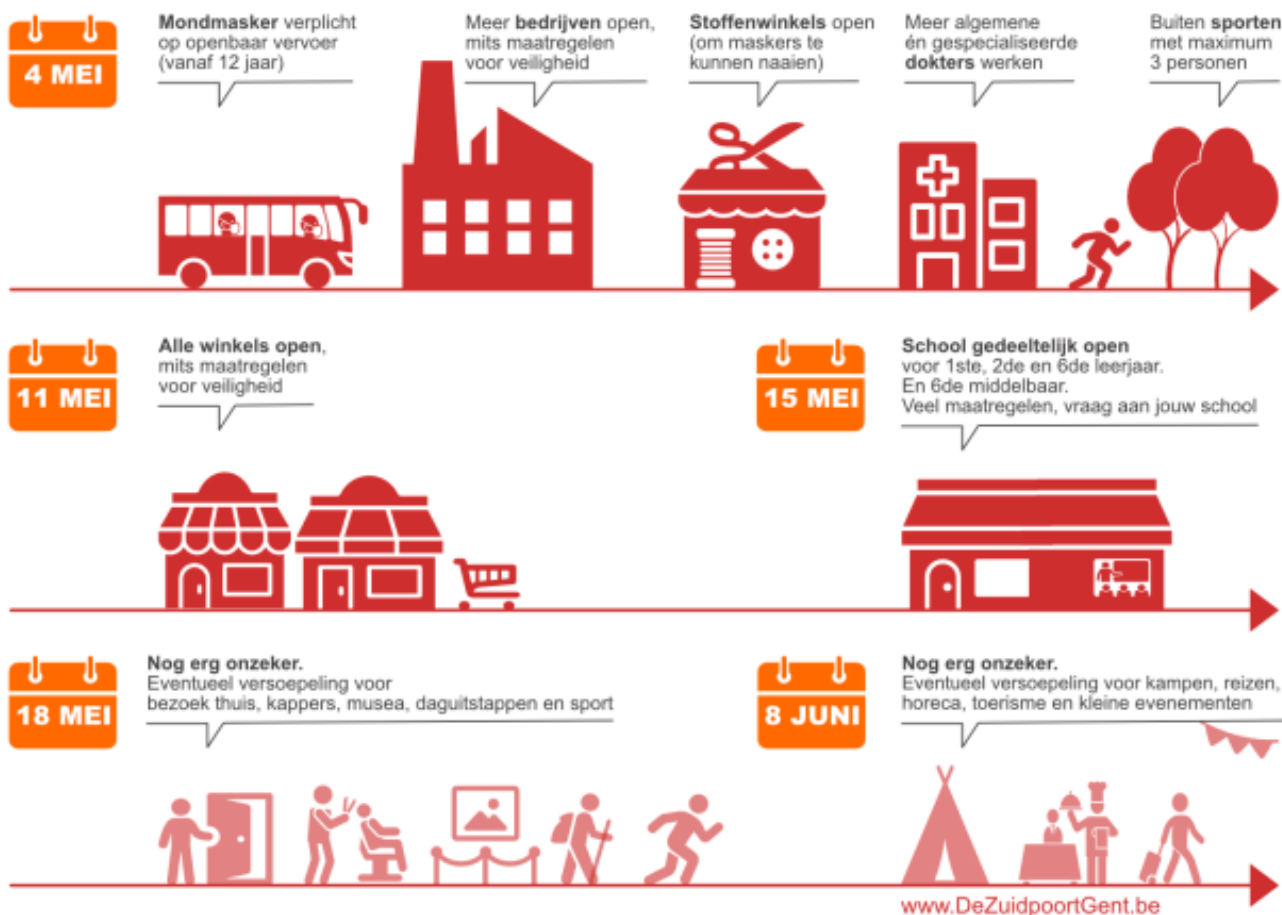 4 MEI
Mondmasker verplicht
op openbaar vervoer
(vanaf 12 jaar)
Meer bedrijven open,
mits maatregelen
voor veiligheid
Stoffenwinkels open
(om maskers te
kunnen naaien)
Meer algemene
én gespecialiseerde
dokters werken
Buiten sporten
met maximum
3 personen
11 MEI
Alle winkels open,
mits maatregelen
voor veiligheid
15 MEI
School gedeeltelijk open
voor 1ste, 2de en 6de leerjaar.
En 6de middelbaar.
Veel maatregelen, vraag aan jouw school
18 MEI
Nog erg onzeker.
Eventueel versoepeling voor
bezoek thuis, kappers, musea, daguitstappen en sport
8 JUNI
Nog erg onzeker.
Eventueel versoepeling voor kampen, reizen,
horeca, toerisme en kleine evenementen
www.DeZuidpoortGent.be